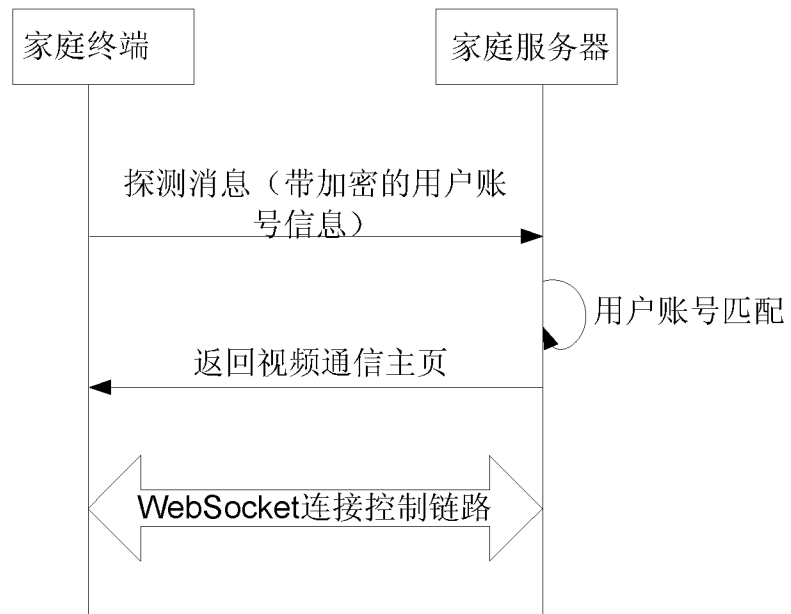 家庭终端
家庭服务器
探测消息（带加密的用户账
号信息）
用户账号匹配
返回视频通信主页
WebSocket连接控制链路